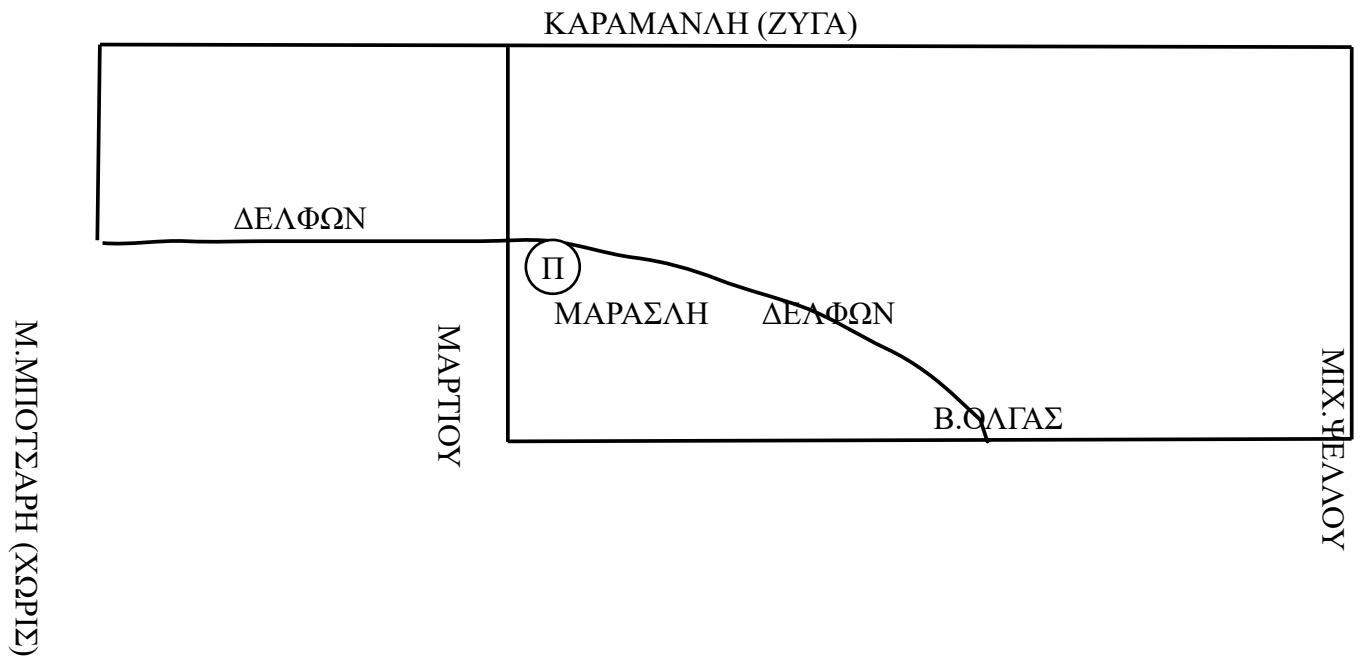 ΚΑΡΑΜΑΝΛΗ (ΖΥΓΑ)
ΔΕΛΦΩΝ
Π
ΜΑΡΑΣΛΗ
ΔΕΛΦΩΝ
Μ.ΜΠΟΤΣΑΡΗ (ΧΩΡΙΣ)
ΜΑΡΤΙΟΥ
ΜΙΧ.ΨΕΛΛΟΥ
Β.ΟΛΓΑΣ